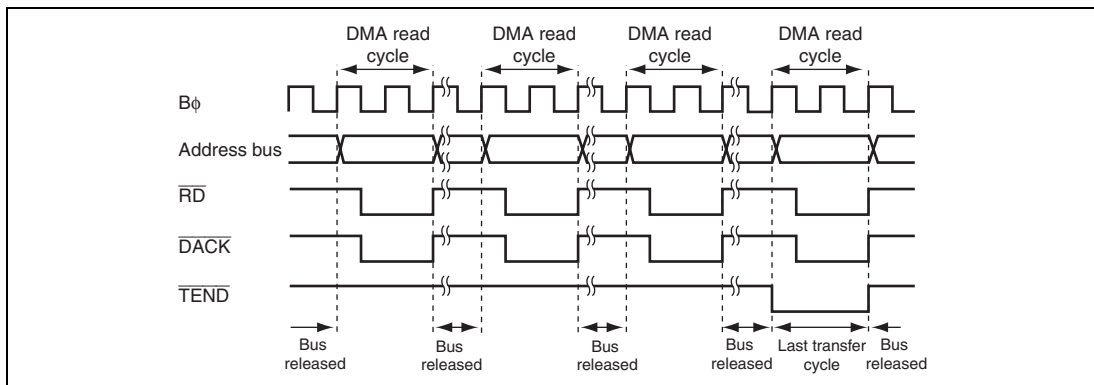 DMA read cycle
DMA read cycle
DMA read cycle
DMA read cycle
Bϕ
Address bus
RD
DACK
TEND
Bus released
Bus released
Bus released
Bus released
Last transfer cycle
Bus released